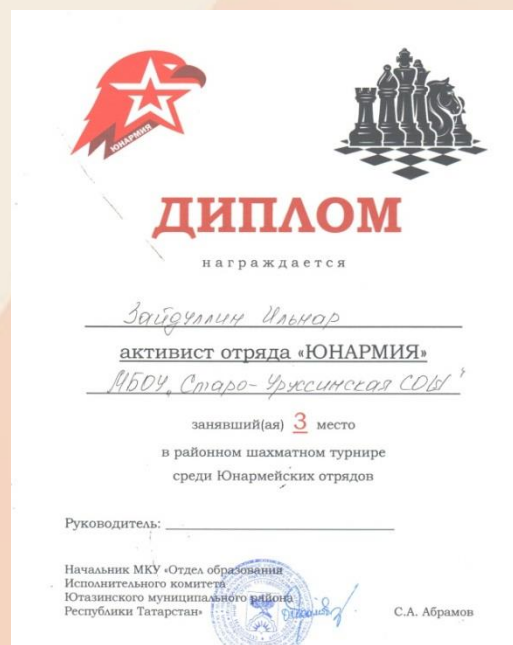 ЮНАРМИЯ
ДИПЛОМ
награждается
Зайдуллин Ильнар
активист отряда «ЮНАРМИЯ»
МБОУ „Старо-Уруссинская СОШ"
занявший(ая) 3 место
в районном шахматном турнире
среди Юнармейских отрядов
Руководитель:
Начальник МКУ «Отдел образования
Исполнительного комитета
Ютазинского муниципального района
Республики Татарстан»
С.А. Абрамов